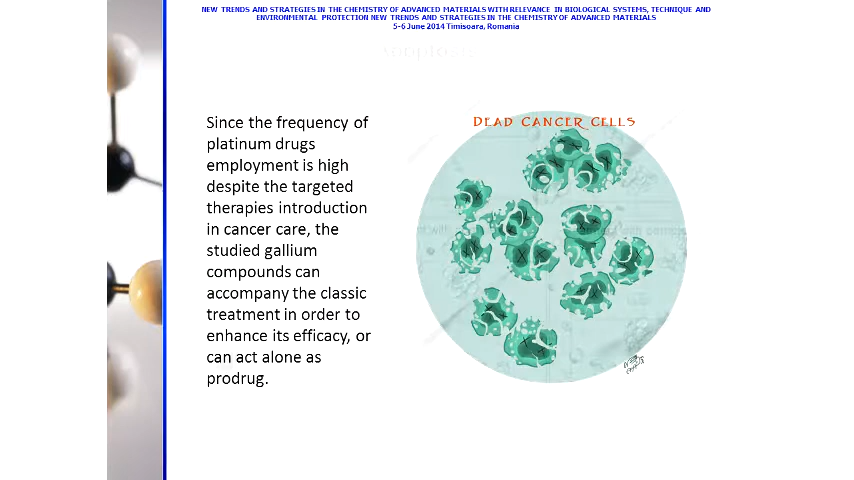 NEW TRENDS AND STRATEGIES IN THE CHEMISTRY OF ADVANCED MATERIALS WITH RELEVANCE IN BIOLOGICAL SYSTEMS, TECHNIQUE AND
ENVIRONMENTAL PROTECTION NEW TRENDS AND STRATEGIES IN THE CHEMISTRY OF ADVANCED MATERIALS
5-6 June 2014 Timisoara, Romania
Since the frequency of
platinum drugs
employment is high
despite the targeted
therapies introduction
in cancer care, the
studied gallium
compounds can
accompany the classic
treatment in order to
enhance its efficacy, or
can act alone as
prodrug.
DEAD CANCER CELLS